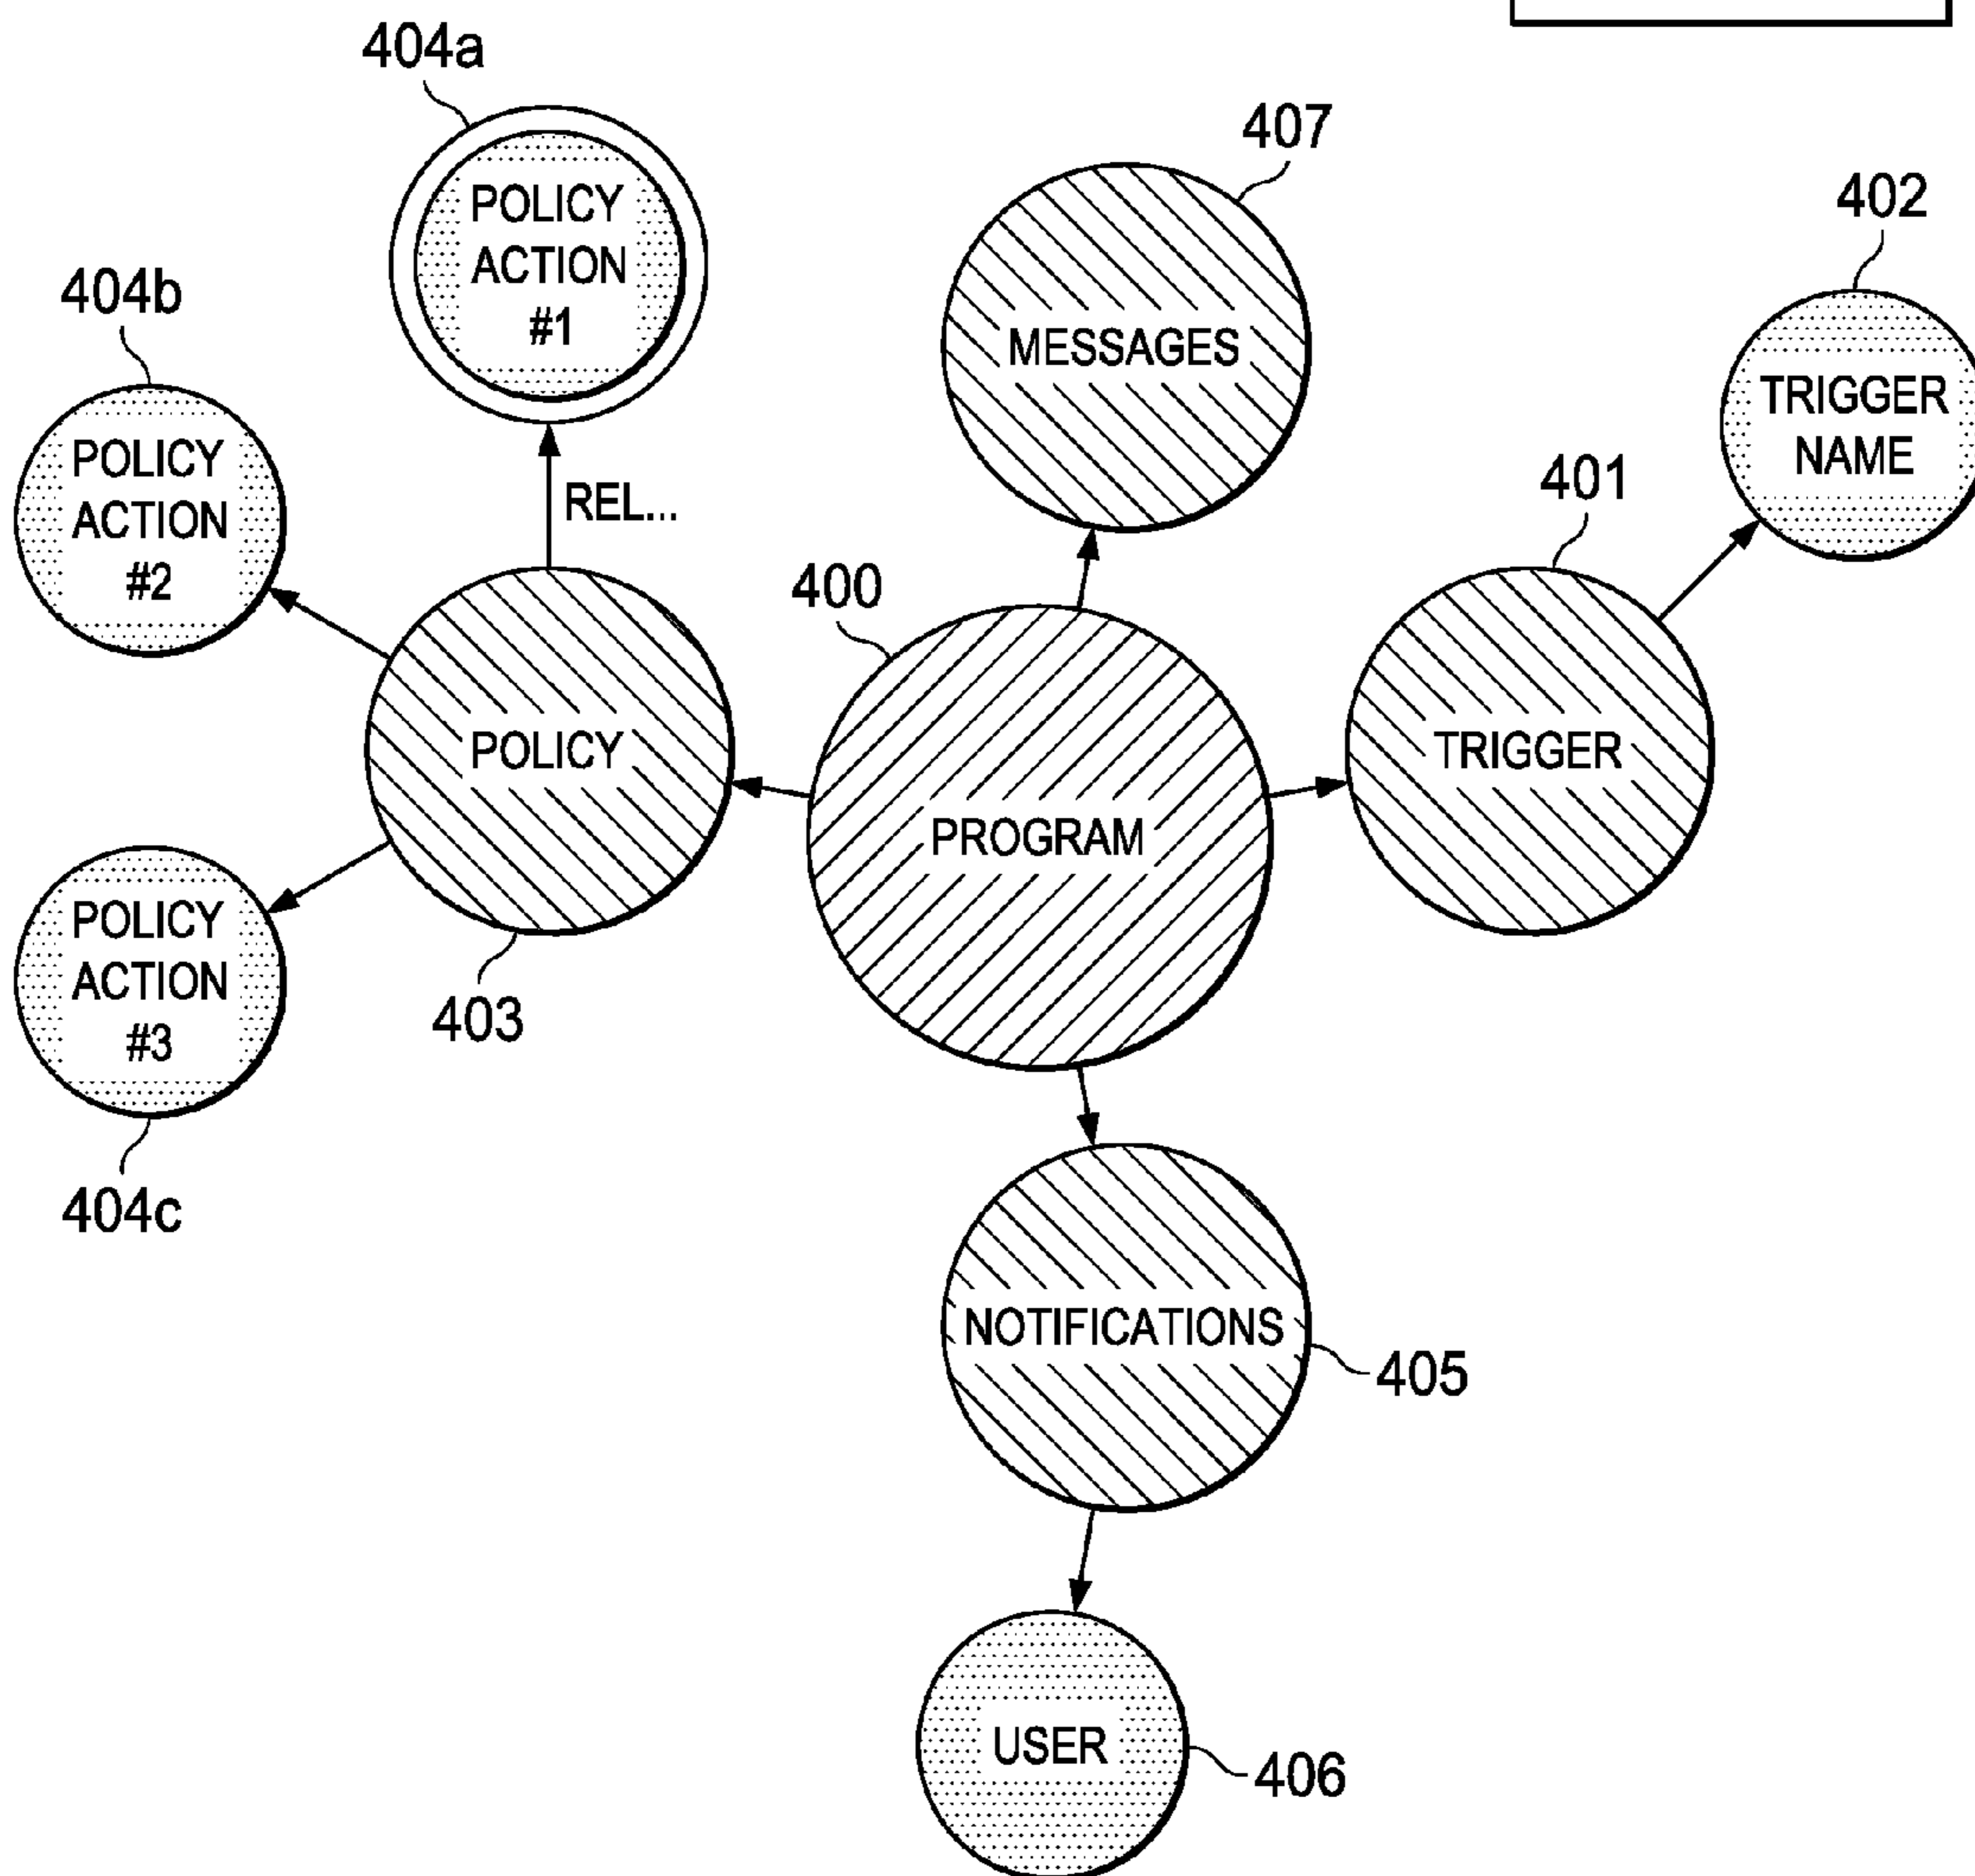 404a
POLICY
ACTION
#1
407
MESSAGES
402
TRIGGER
NAME
404b
POLICY
ACTION
#2
REL...
401
TRIGGER
400
PROGRAM
POLICY
403
POLICY
ACTION
#3
404c
NOTIFICATIONS
405
USER
406